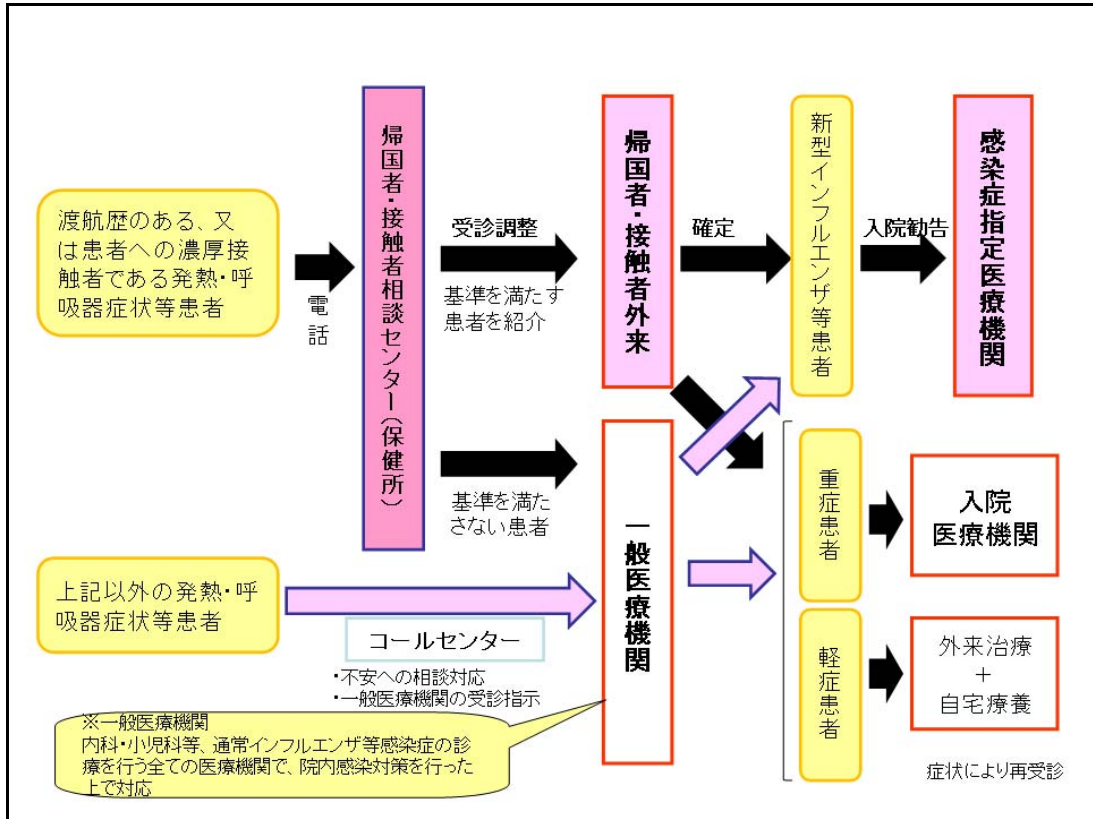 渡航歴のある、又
は患者への濃厚接
触者である発熱・呼
吸器症状等患者
電話
帰国者・接触者相談センター(保健所)
受診調整
基準を満たす
患者を紹介
帰国者・接触者外来
確定
新型インフルエンザ等患者
入院勧告
感染症指定医療機関
基準を満た
さない患者
上記以外の発熱・呼
吸器症状等患者
コールセンター
・不安への相談対応
・一般医療機関の受診指示
一般医療機関
重症患者
入院
医療機関
軽症患者
外来治療
+
自宅療養
症状により再受診
※一般医療機関
内科・小児科等、通常インフルエンザ等感染症の診
療を行う全ての医療機関で、院内感染対策を行った
上で対応